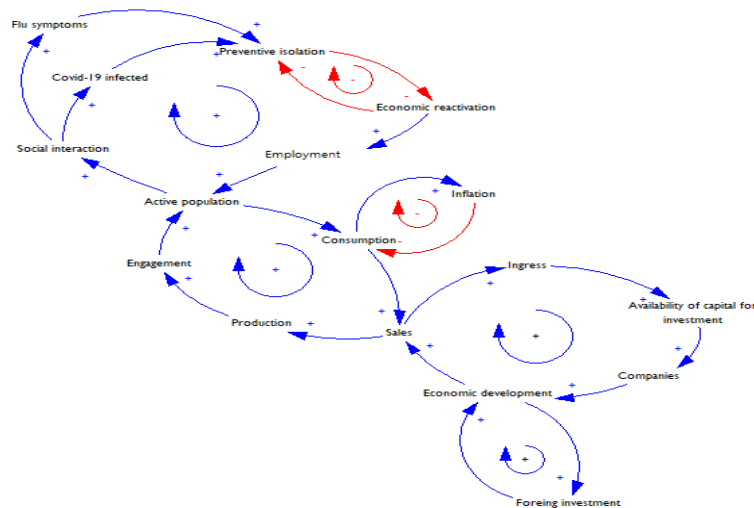 Flu symptoms
+
+
Preventive isolation
+
Covid-19 infected
+
-
-
-
Economic reactivation
+
+
Social interaction
+
Employment
+
Active population
+
Inflation
+
-
Consumption
-
+
+
Engagement
+
+
Ingress
+
Availability of capital for
investment
+
Production
+
+
Sales
+
+
+
Companies
+
Economic development
+
+
+
Foreing investment